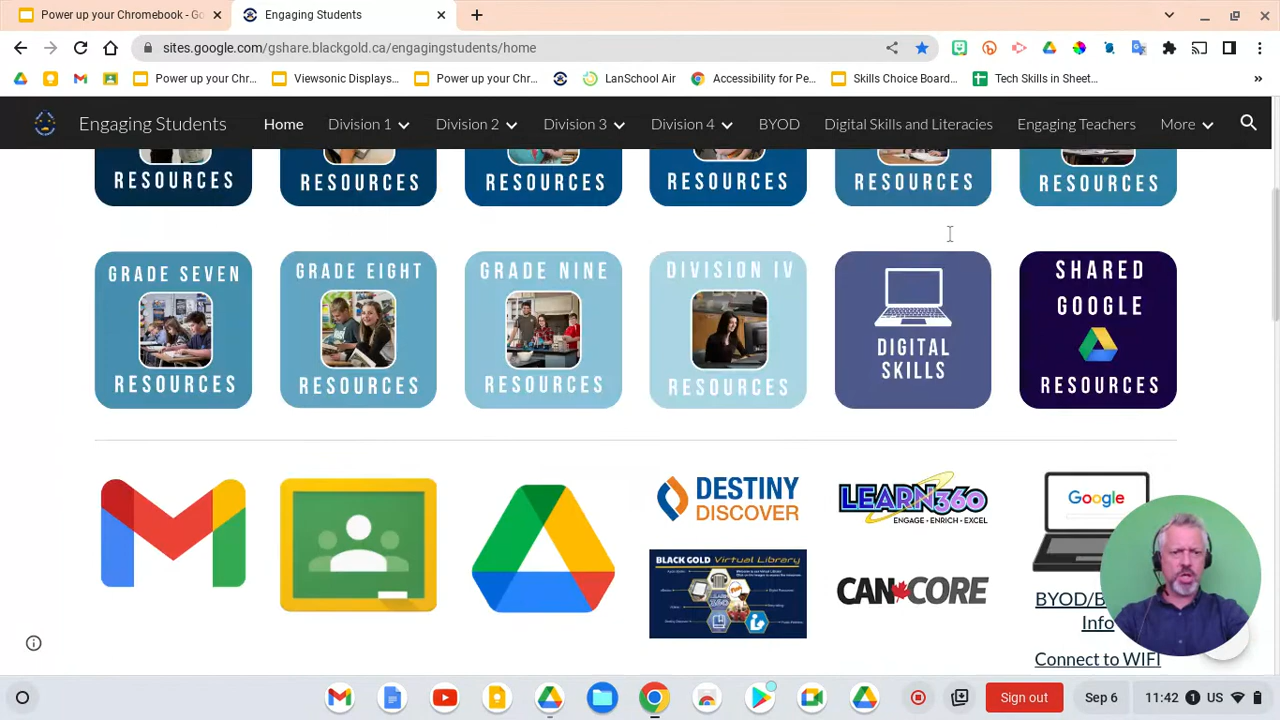 Power up your Chromebook - Go
Engaging Students
sites.google.com/gshare.blackgold.ca/engagingstudents/home
Power up your Chr...
Viewsonic Displays...
Power up your Chr...
LanSchool Air
Accessibility for Pe...
Skills Choice Board...
Tech Skills in Sheet...
»
Engaging Students
Home
Division 1
Division 2
Division 3
Division 4
BYOD
Digital Skills and Literacies
Engaging Teachers
More
RESOURCES
RESOURCES
RESOURCES
RESOURCES
RESOURCES
RESOURCES
GRADE SEVEN
RESOURCES
GRADE EIGHT
RESOURCES
GRADE NINE
RESOURCES
DIVISION IV
RESOURCES
DIGITAL
SKILLS
SHARED
GOOGLE
RESOURCES
DESTINY
DISCOVER
BLACK GOLD Virtual Library
LEARN360
ENGAGE • ENRICH • EXCEL
CAN CORE
Google
BYOD/B
Info
Connect to WIFI
Sign out
Sep 6
11:42
1
US